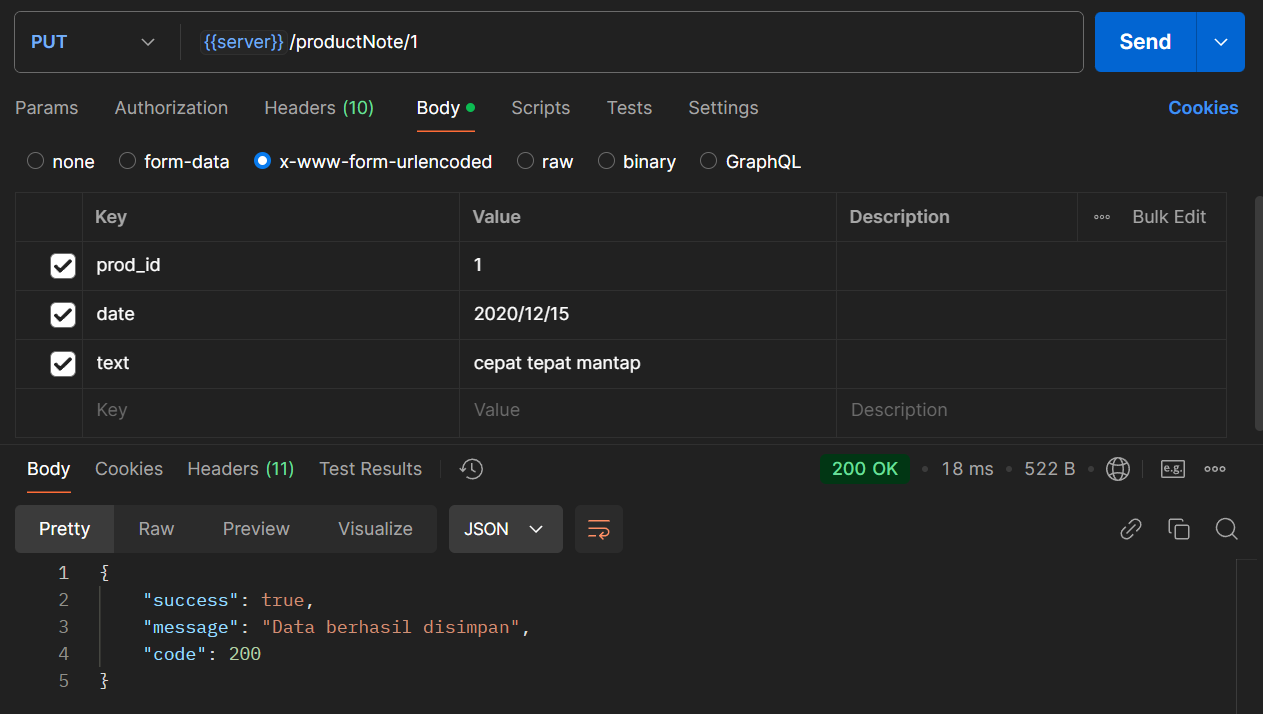 PUT {{server}} /productNote/1 Send
Params Authorization Headers (10) Body Scripts Tests Settings Cookies
none form-data x-www-form-urlencoded raw binary GraphQL
Key Value Description Bulk Edit
prod_id 1
date 2020/12/15
text cepat tepat mantap
Key Value Description
Body Cookies Headers (11) Test Results 200 OK 18 ms 522 B e.g.
Pretty Raw Preview Visualize JSON
1 {
2 "success": true,
3 "message": "Data berhasil disimpan",
4 "code": 200
5 }